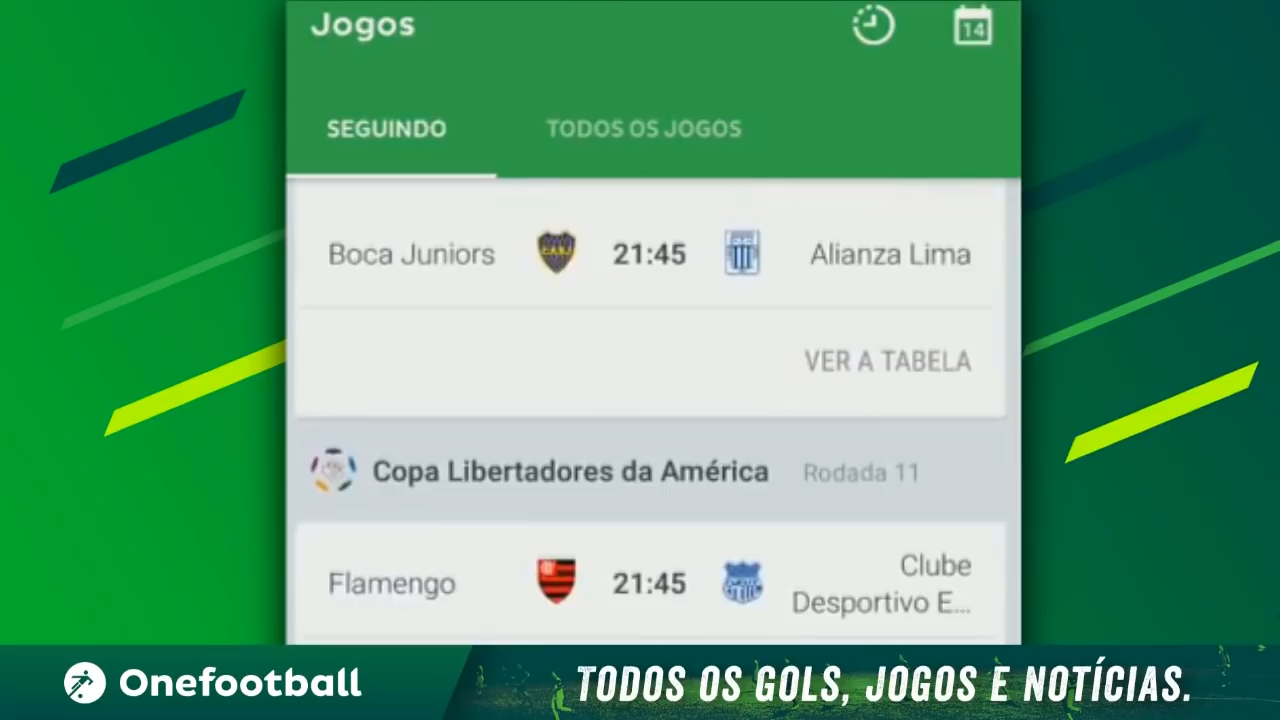 Jogos
14
SEGUINDO
TODOS OS JOGOS
Boca Juniors 21:45 Alianza Lima
VER A TABELA
Copa Libertadores da América Rodada 11
Flamengo 21:45 Clube
Desportivo E...
Onefootball
TODOS OS GOLS, JOGOS E NOTÍCIAS.